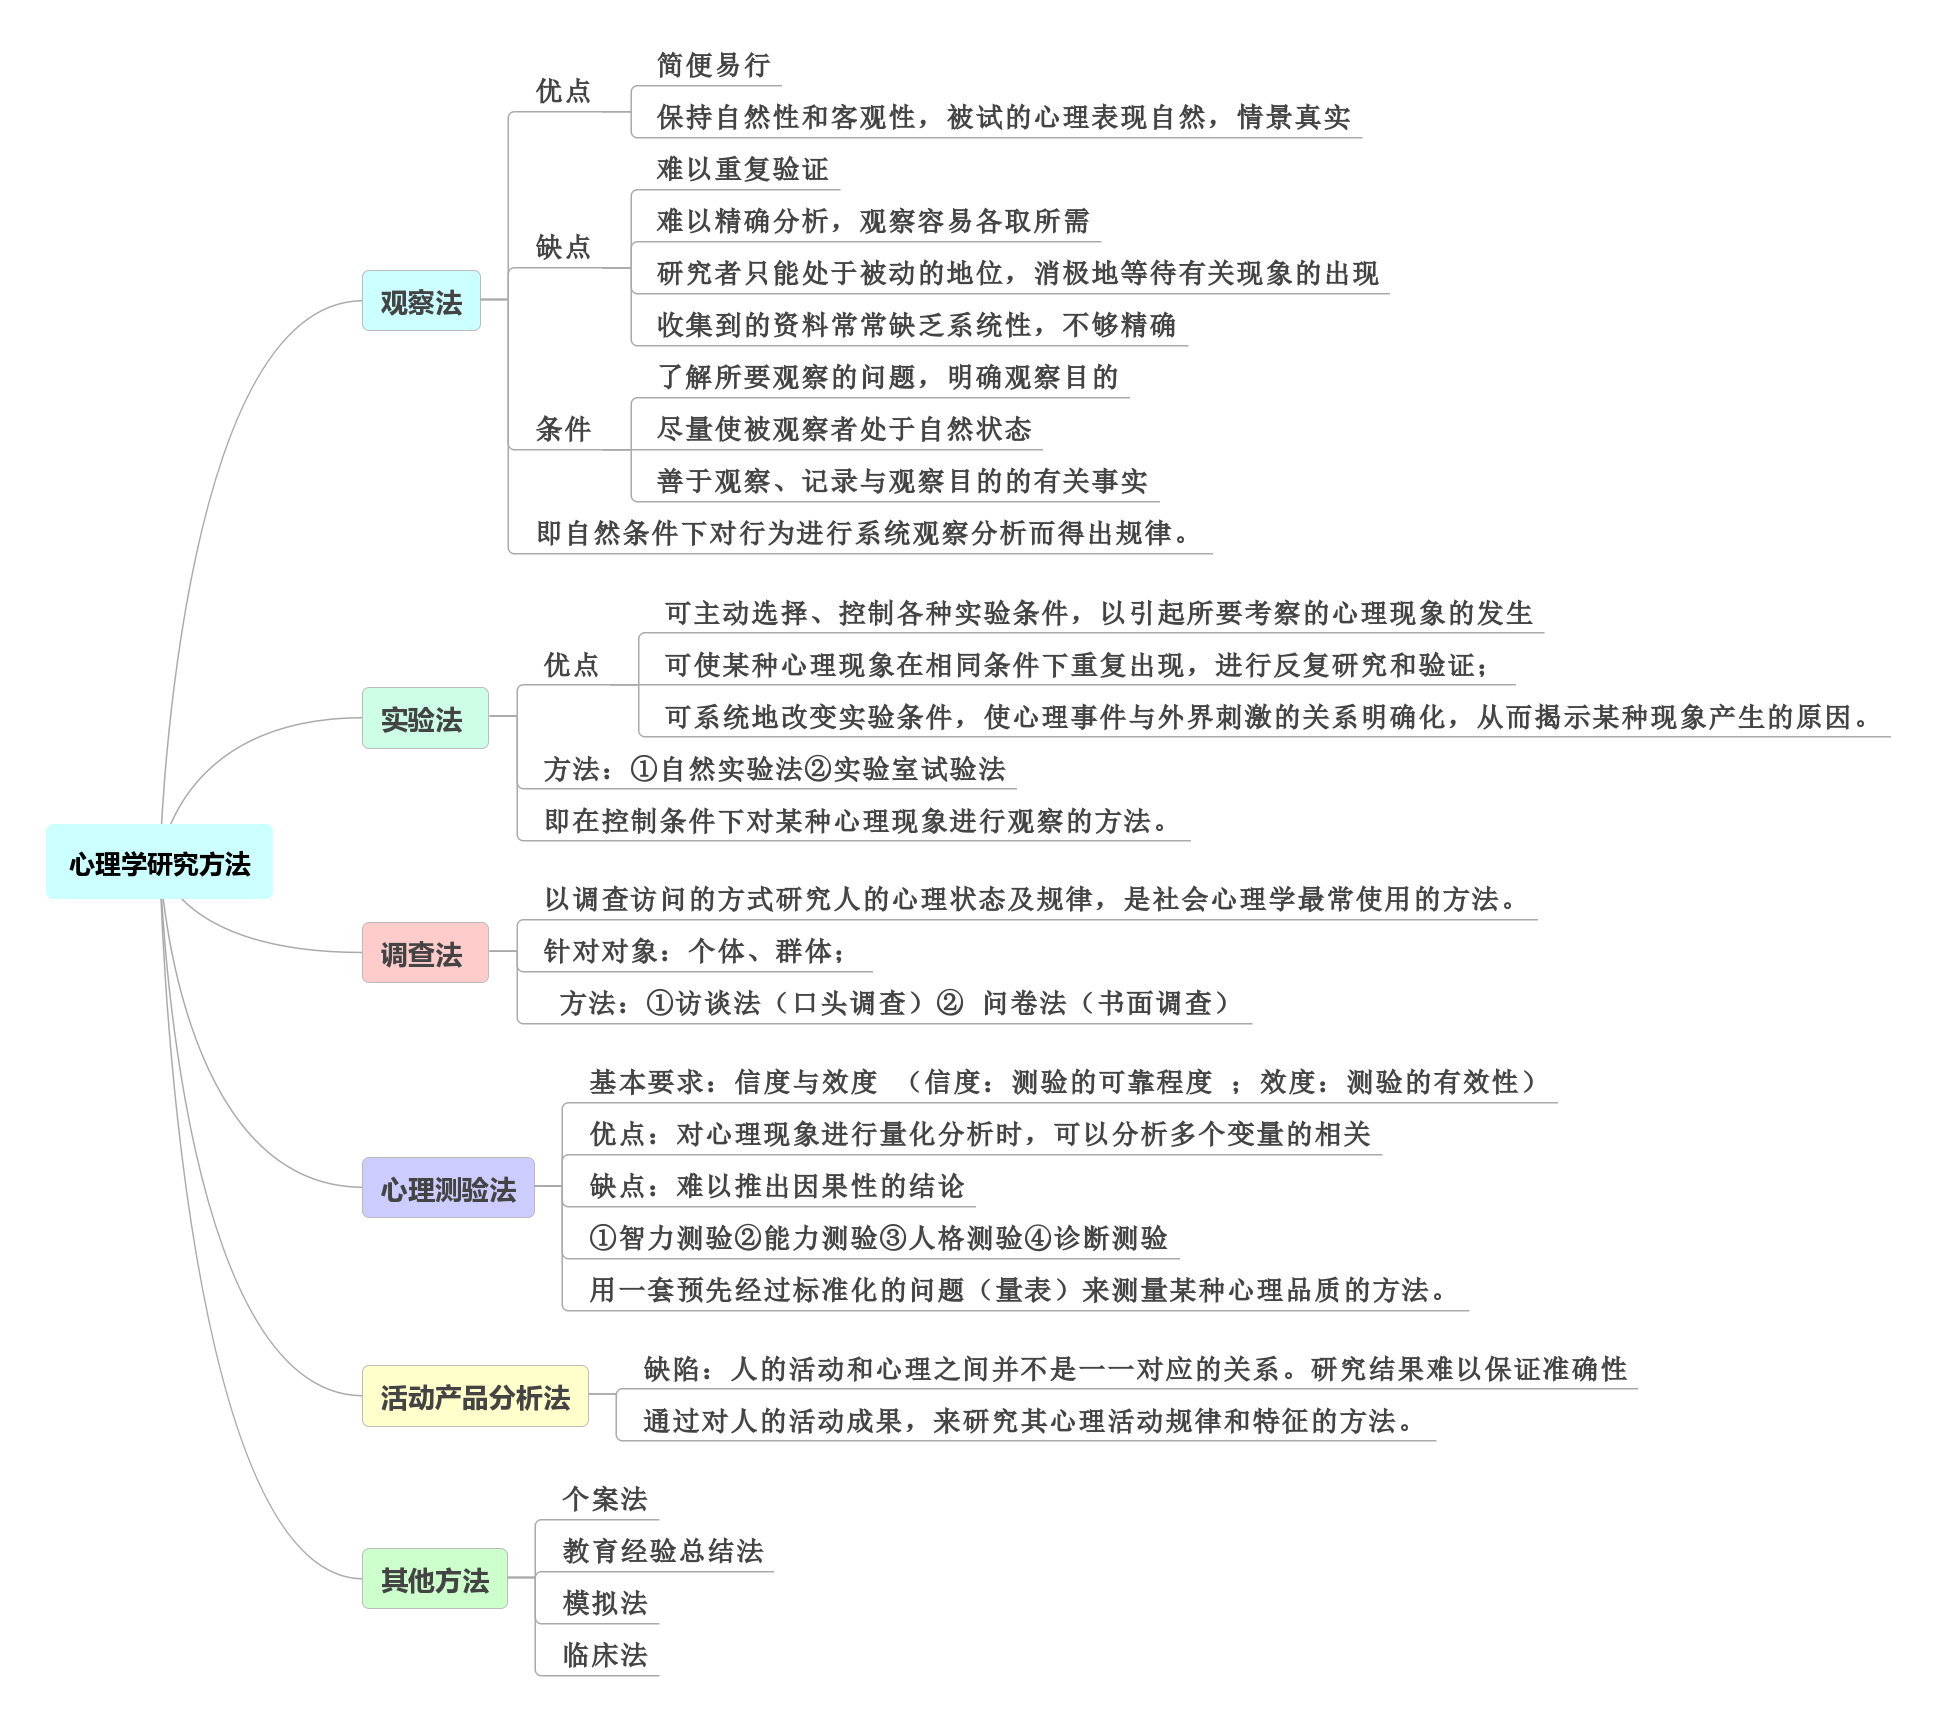 心理学研究方法
观察法
优点
简便易行
保持自然性和客观性，被试的心理表现自然，情景真实
缺点
难以重复验证
难以精确分析，观察容易各取所需
研究者只能处于被动的地位，消极地等待有关现象的出现
收集到的资料常常缺乏系统性，不够精确
条件
了解所要观察的问题，明确观察目的
尽量使被观察者处于自然状态
善于观察、记录与观察目的的有关事实
即自然条件下对行为进行系统观察分析而得出规律。
实验法
优点
可主动选择、控制各种实验条件，以引起所要考察的心理现象的发生
可使某种心理现象在相同条件下重复出现，进行反复研究和验证；
可系统地改变实验条件，使心理事件与外界刺激的关系明确化，从而揭示某种现象产生的原因。
方法：①自然实验法②实验室试验法
即在控制条件下对某种心理现象进行观察的方法。
调查法
以调查访问的方式研究人的心理状态及规律，是社会心理学最常使用的方法。
针对对象：个体、群体；
方法：①访谈法（口头调查）② 问卷法（书面调查）
心理测验法
基本要求：信度与效度 （信度：测验的可靠程度 ；效度：测验的有效性）
优点：对心理现象进行量化分析时，可以分析多个变量的相关
缺点：难以推出因果性的结论
①智力测验②能力测验③人格测验④诊断测验
用一套预先经过标准化的问题（量表）来测量某种心理品质的方法。
活动产品分析法
缺陷：人的活动和心理之间并不是一一对应的关系。研究结果难以保证准确性
通过对人的活动成果，来研究其心理活动规律和特征的方法。
其他方法
个案法
教育经验总结法
模拟法
临床法